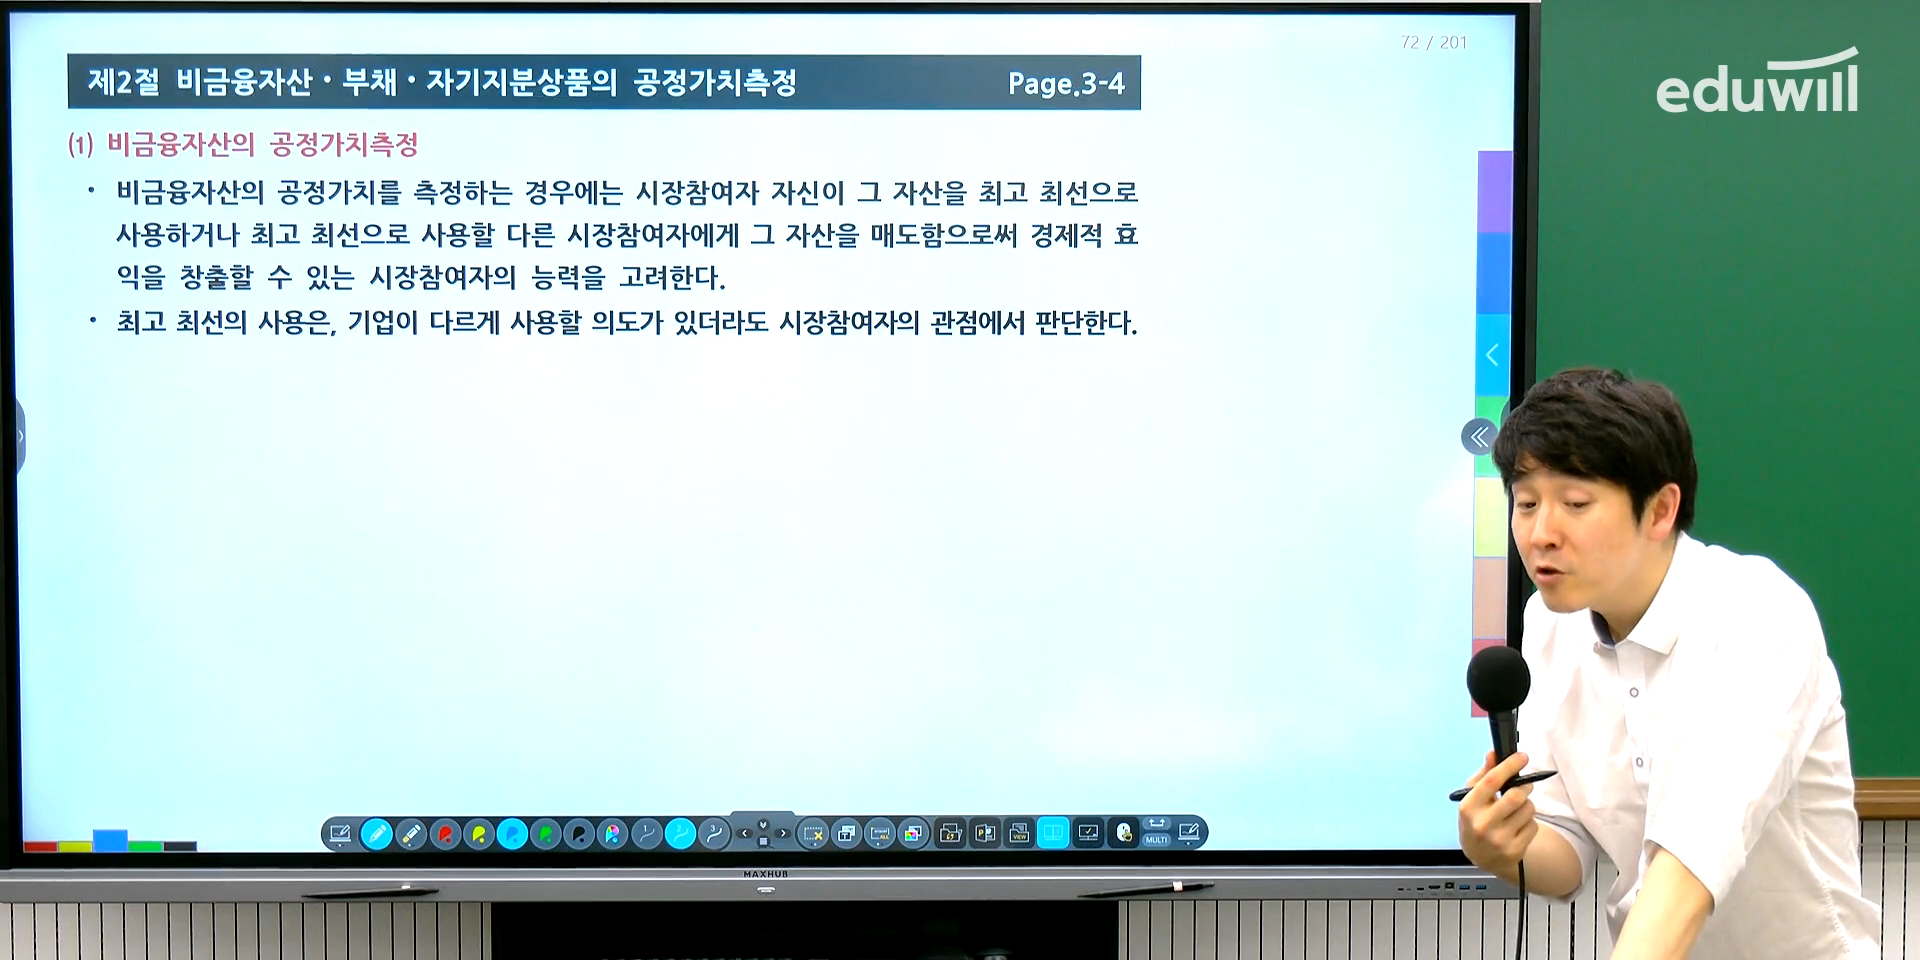 72 / 201
eduwill
제2절 비금융자산·부채·자기지분상품의 공정가치측정 Page.3-4
(1) 비금융자산의 공정가치측정
· 비금융자산의 공정가치를 측정하는 경우에는 시장참여자 자신이 그 자산을 최고 최선으로
사용하거나 최고 최선으로 사용할 다른 시장참여자에게 그 자산을 매도함으로써 경제적 효
익을 창출할 수 있는 시장참여자의 능력을 고려한다.
· 최고 최선의 사용은, 기업이 다르게 사용할 의도가 있더라도 시장참여자의 관점에서 판단한다.
1 2 3
MULTI
MAXHUB